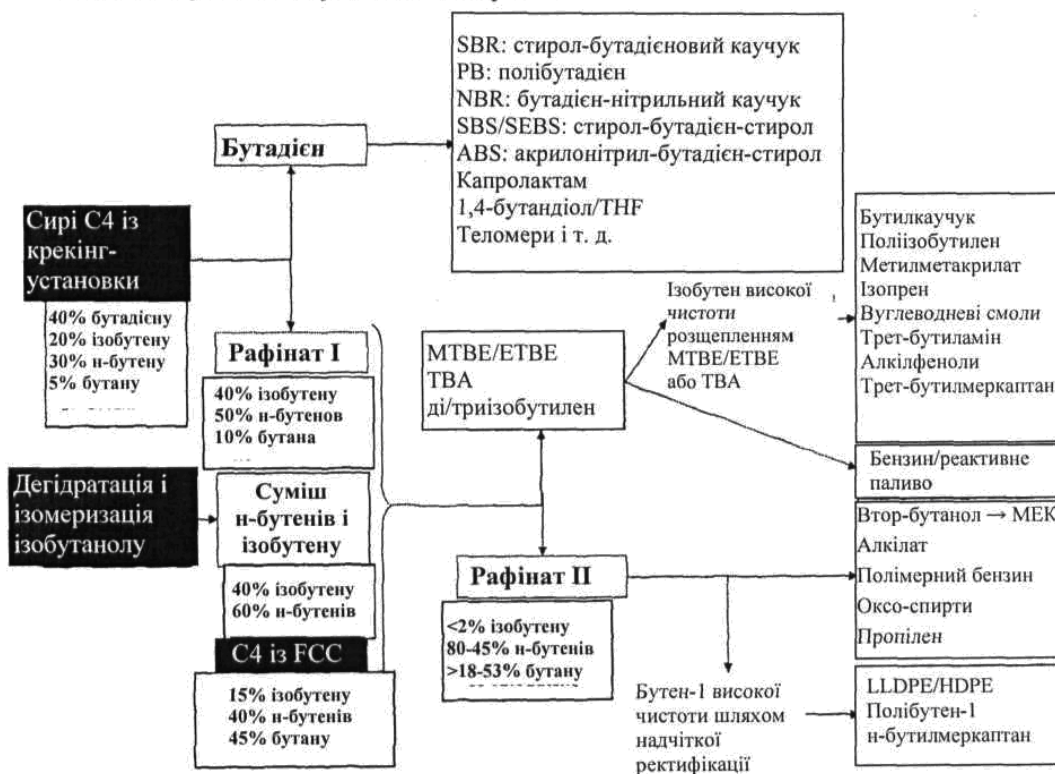 SBR: стирол-бутадієновий каучук
PB: полібутадієн
NBR: бутадієн-нітрильний каучук
SBS/SEBS: стирол-бутадієн-стирол
ABS: акрилонітрил-бутадієн-стирол
Капролактам
1,4-бутандіол/THF
Теломери і т. д.
Бутадієн
Сирі C4 із
крекінг-
установки
40% бутадієну
20% ізобутену
30% н-бутену
5% бутану
Рафінат I
40% ізобутену
50% н-бутенов
10% бутана
Дегідратація і
ізомеризація
ізобутанолу
Суміш
н-бутенів і
ізобутену
40% ізобутену
60% н-бутенів
C4 із FCC
15% ізобутену
40% н-бутенів
45% бутану
MTBE/ETBE
TBA
ді/триізобутилен
Ізобутен високої
чистоти
розщепленням
MTBE/ETBE
або TBA
Бутилкаучук
Поліізобутилен
Метилметакрилат
Ізопрен
Вуглеводневі смоли
Трет-бутиламін
Алкілфеноли
Трет-бутилмеркаптан
Бензин/реактивне
паливо
Рафінат II
<2% ізобутену
80-45% н-бутенів
>18-53% бутану
Втор-бутанол → МЕК
Алкілат
Полімерний бензин
Оксо-спирти
Пропілен
Бутен-1 високої
чистоти шляхом
надчіткої
ректифікації
LLDPE/HDPE
Полібутен-1
н-бутилмеркаптан